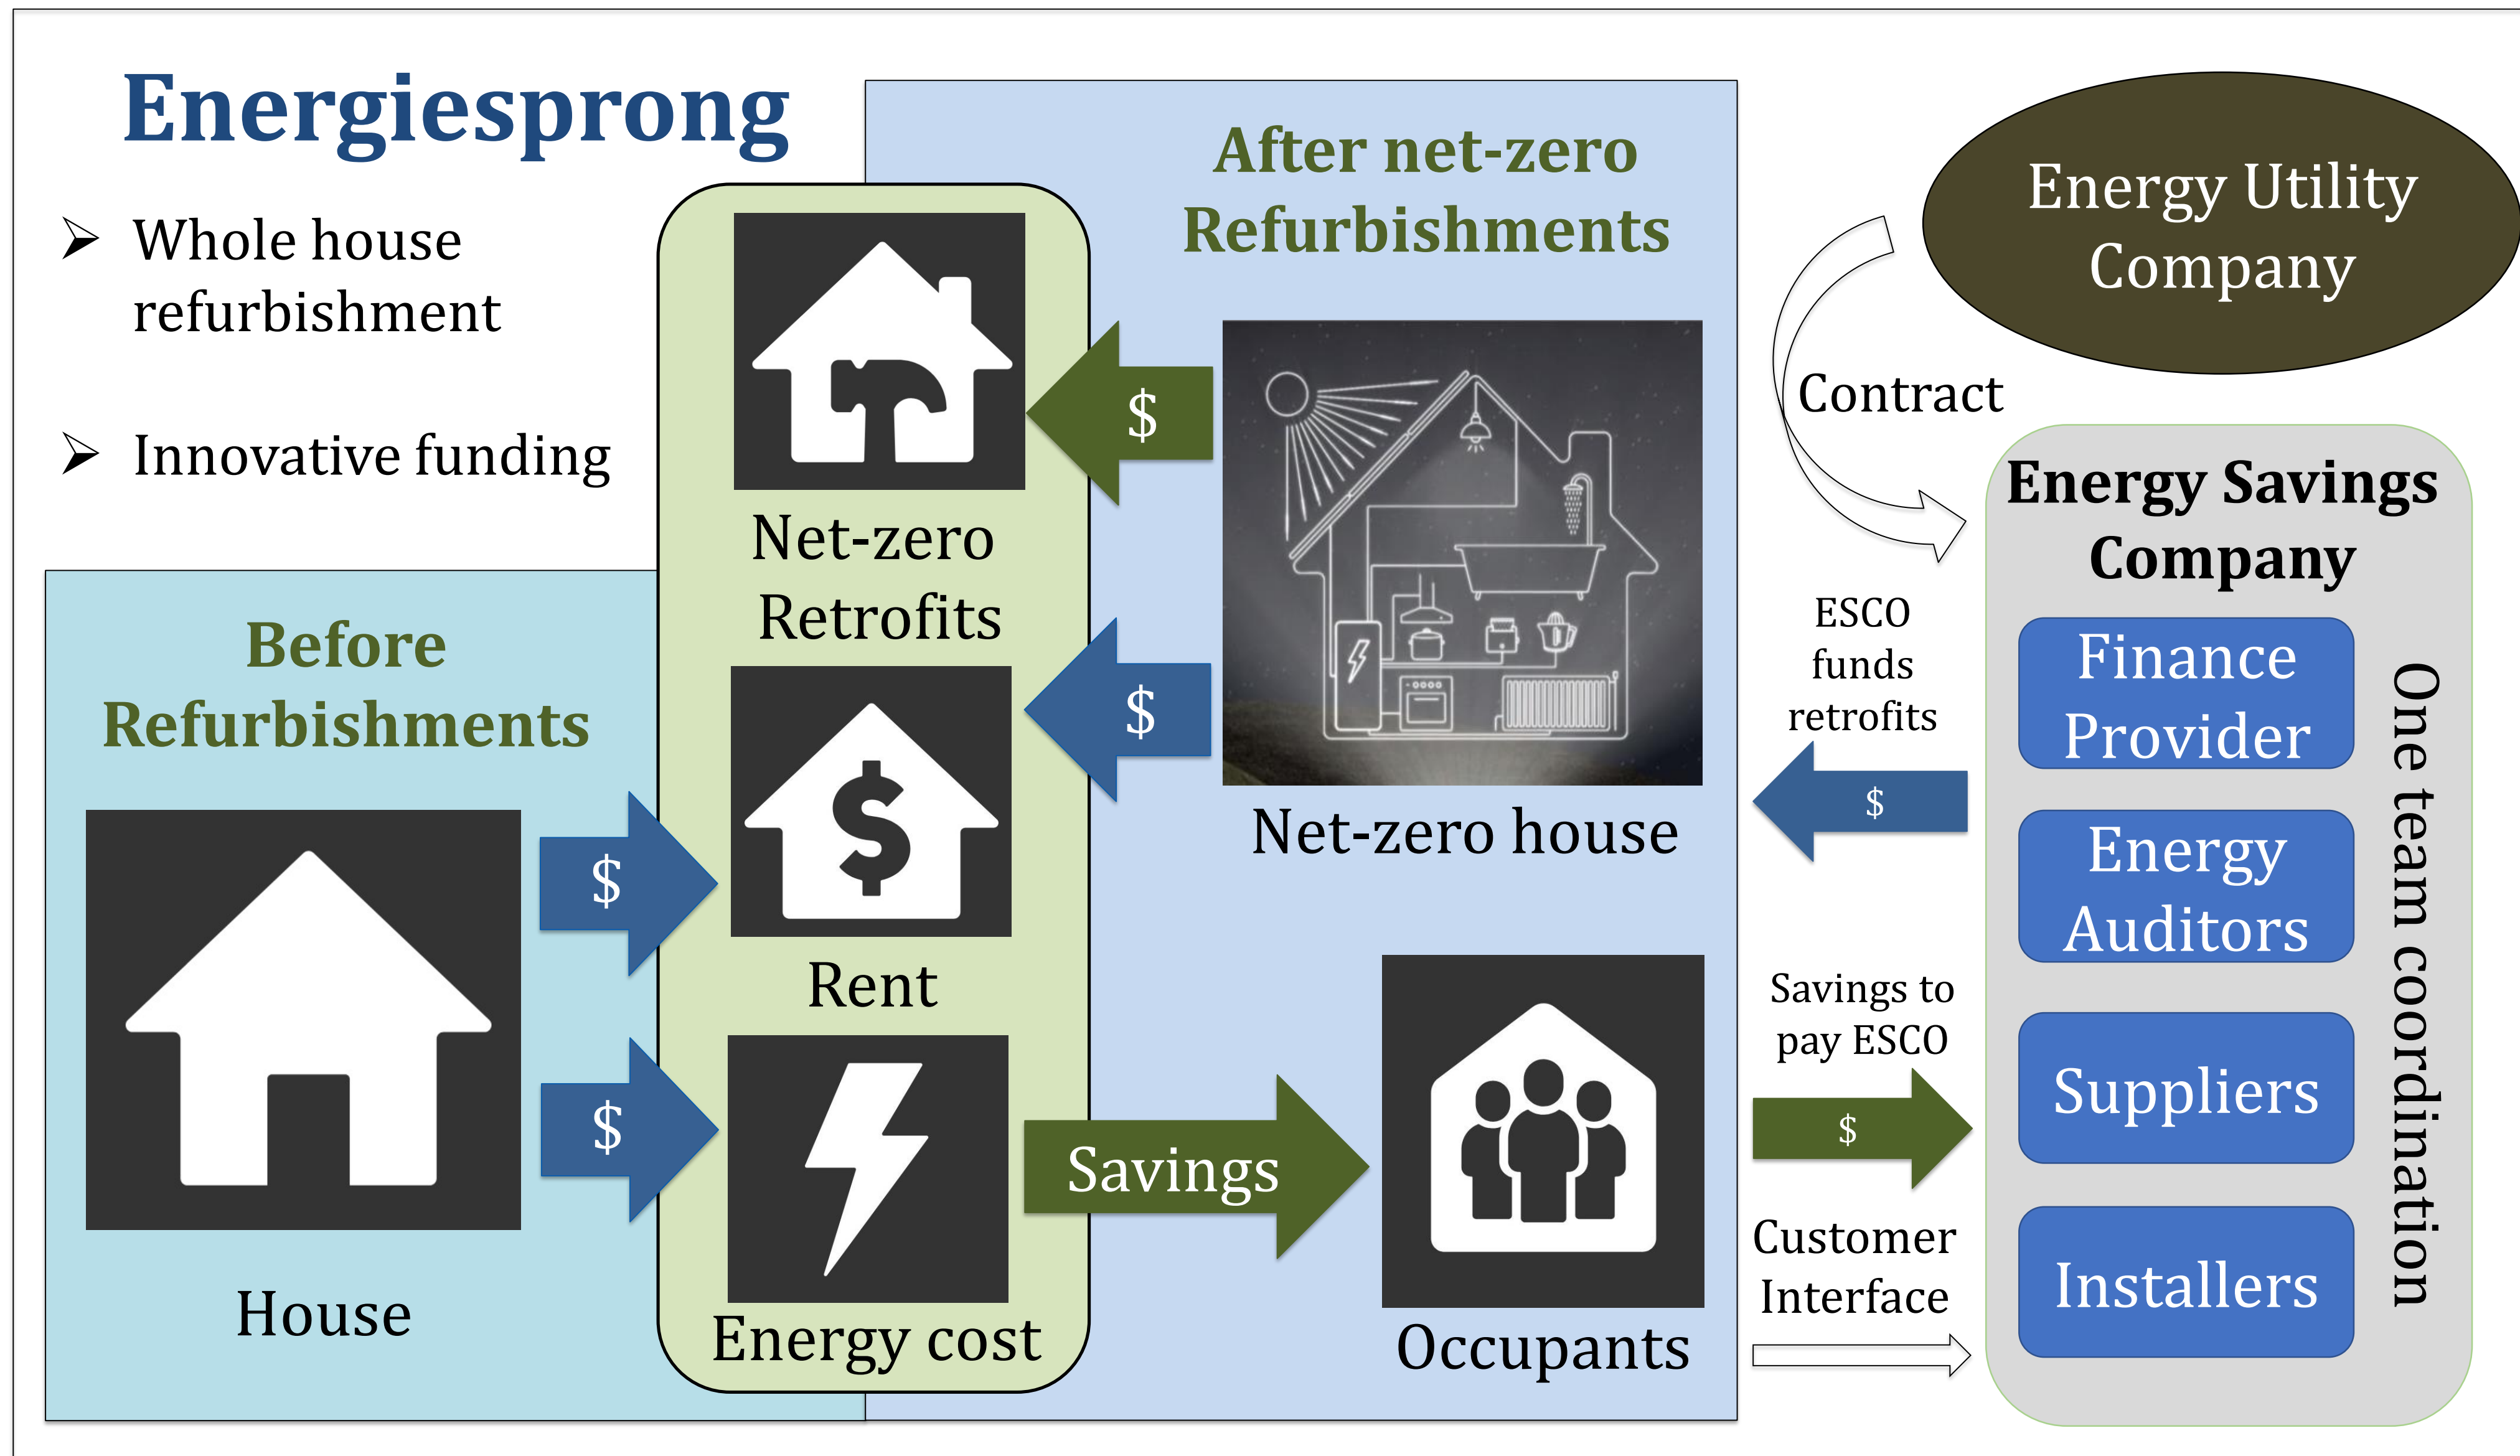 Energiesprong
➢ Whole house
refurbishment
➢ Innovative funding
Before
Refurbishments
$
$
House
Net-zero
Retrofits
Rent
Energy cost
After net-zero
Refurbishments
$
$
Net-zero house
Savings
Occupants
Energy Utility
Company
Contract
ESCO
funds
retrofits
$
Savings to
pay ESCO
$
Customer
Interface
Energy Savings
Company
Finance
Provider
Energy
Auditors
Suppliers
Installers
One team coordination